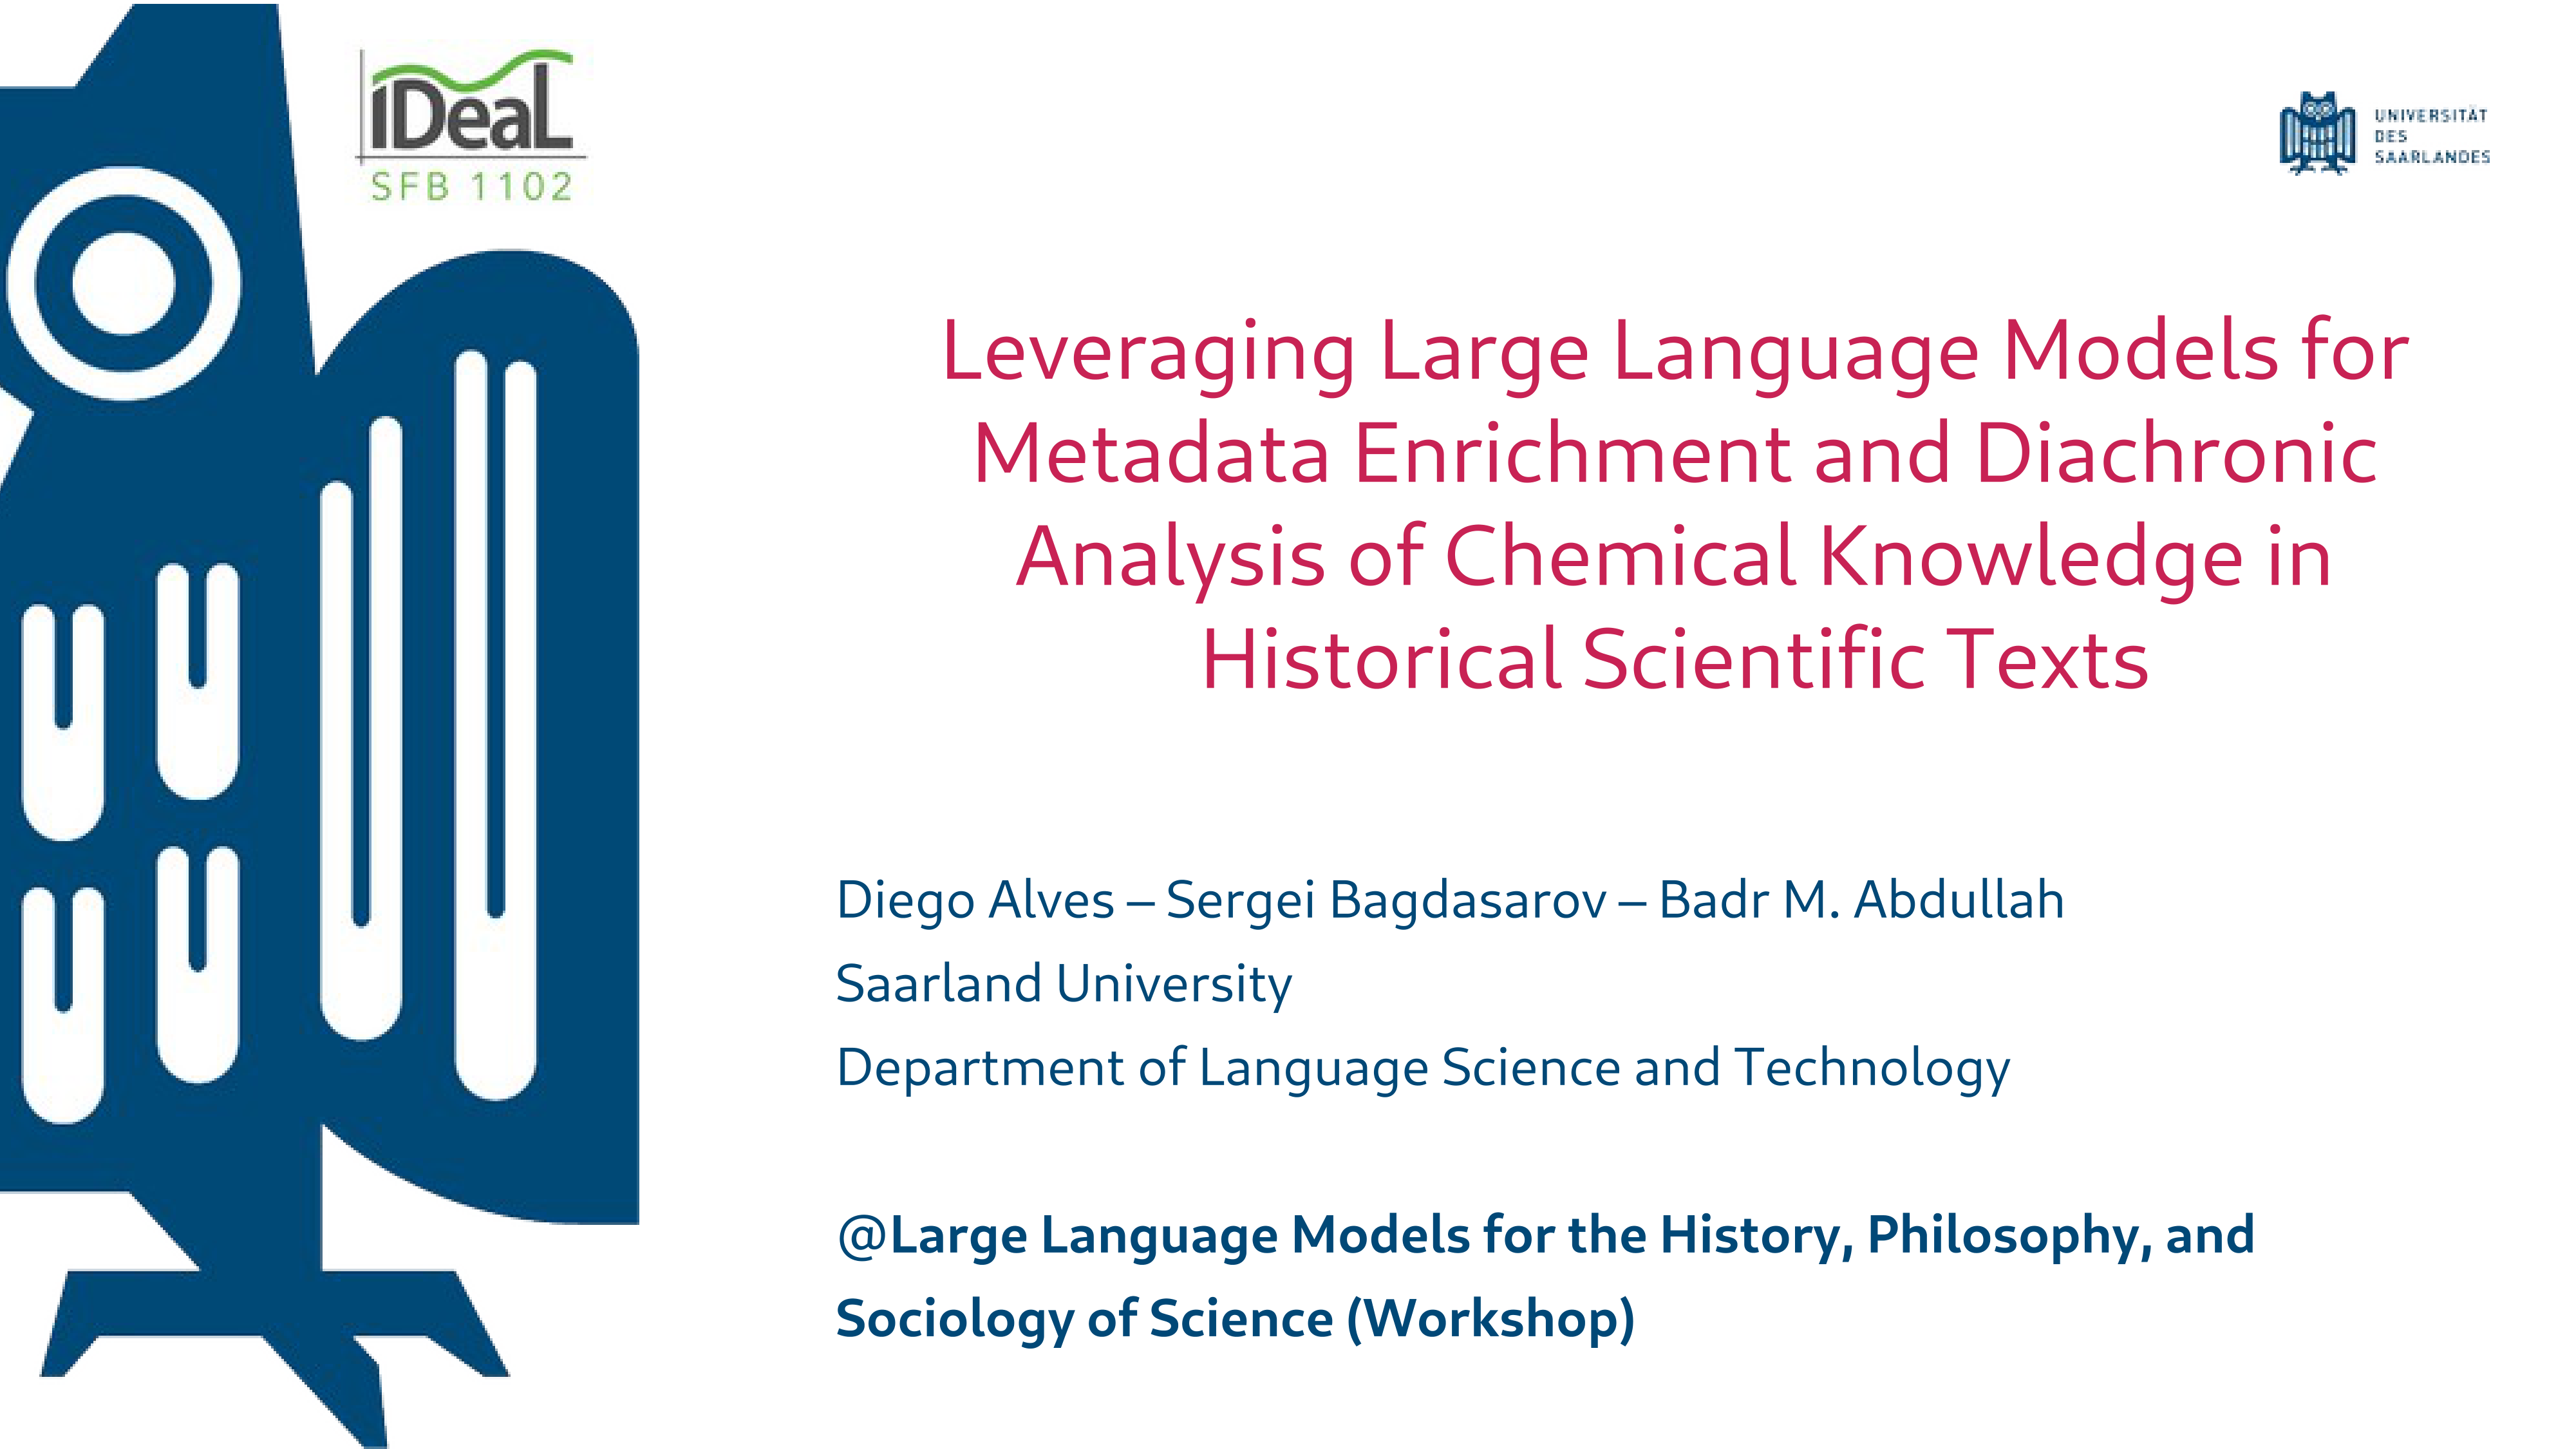 iDeaL
SFB 1102
UNIVERSITÄT
DES
SAARLANDES
Leveraging Large Language Models for
Metadata Enrichment and Diachronic
Analysis of Chemical Knowledge in
Historical Scientific Texts
Diego Alves – Sergei Bagdasarov – Badr M. Abdullah
Saarland University
Department of Language Science and Technology
@Large Language Models for the History, Philosophy, and
Sociology of Science (Workshop)